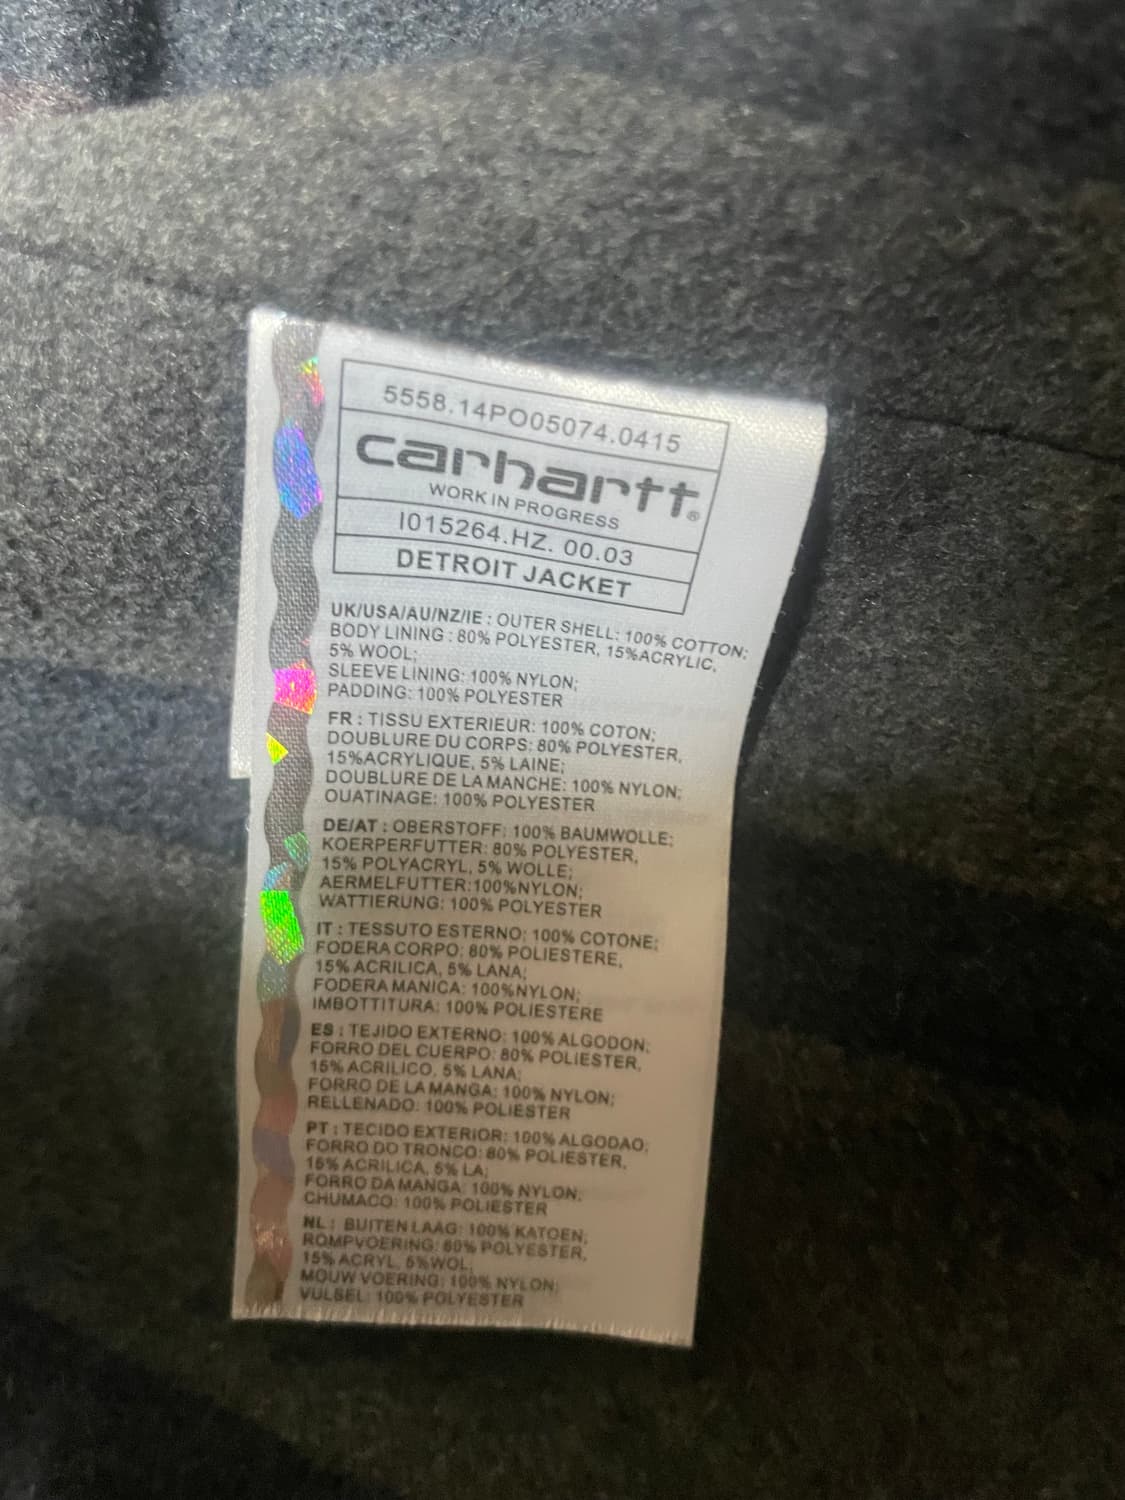 5558.14PO05074.0415
carhartt®
WORK IN PROGRESS
I015264.HZ. 00.03
DETROIT JACKET
UK/USA/AU/NZ/IE : OUTER SHELL: 100% COTTON;
BODY LINING : 80% POLYESTER, 15%ACRYLIC,
5% WOOL;
SLEEVE LINING: 100% NYLON;
PADDING: 100% POLYESTER
FR : TISSU EXTERIEUR: 100% COTON;
DOUBLURE DU CORPS: 80% POLYESTER,
15%ACRYLIQUE, 5% LAINE;
DOUBLURE DE LA MANCHE: 100% NYLON;
OUATINAGE: 100% POLYESTER
DE/AT : OBERSTOFF: 100% BAUMWOLLE;
KOERPERFUTTER: 80% POLYESTER,
15% POLYACRYL, 5% WOLLE;
AERMELFUTTER:100%NYLON;
WATTIERUNG: 100% POLYESTER
IT : TESSUTO ESTERNO: 100% COTONE;
FODERA CORPO: 80% POLIESTERE,
15% ACRILICA, 5% LANA;
FODERA MANICA: 100%NYLON;
IMBOTTITURA: 100% POLIESTERE
ES : TEJIDO EXTERNO: 100% ALGODON;
FORRO DEL CUERPO: 80% POLIESTER,
15% ACRILICO, 5% LANA;
FORRO DE LA MANGA: 100% NYLON;
RELLENADO: 100% POLIESTER
PT : TECIDO EXTERIOR: 100% ALGODAO;
FORRO DO TRONCO: 80% POLIESTER,
15% ACRILICA, 5% LA;
FORRO DA MANGA: 100% NYLON;
CHUMACO: 100% POLIESTER
NL : BUITEN LAAG: 100% KATOEN;
ROMPVOERING: 80% POLYESTER,
15% ACRYL, 5%WOL;
MOUW VOERING: 100% NYLON;
VULSEL: 100% POLYESTER